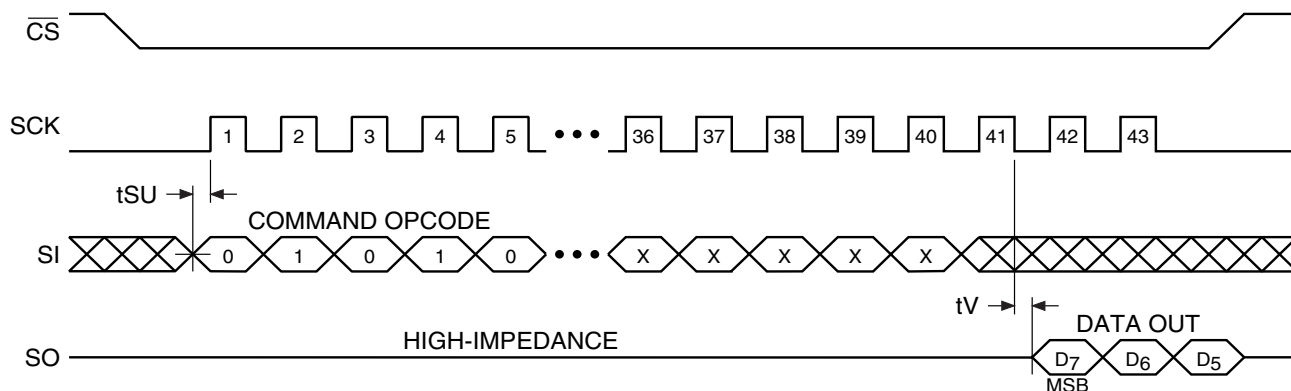 CS
SCK 1 2 3 4 5 ••• 36 37 38 39 40 41 42 43
tSU
COMMAND OPCODE
SI 0 1 0 1 0 ••• X X X X X
tV
HIGH-IMPEDANCE
DATA OUT
SO D7 D6 D5
MSB